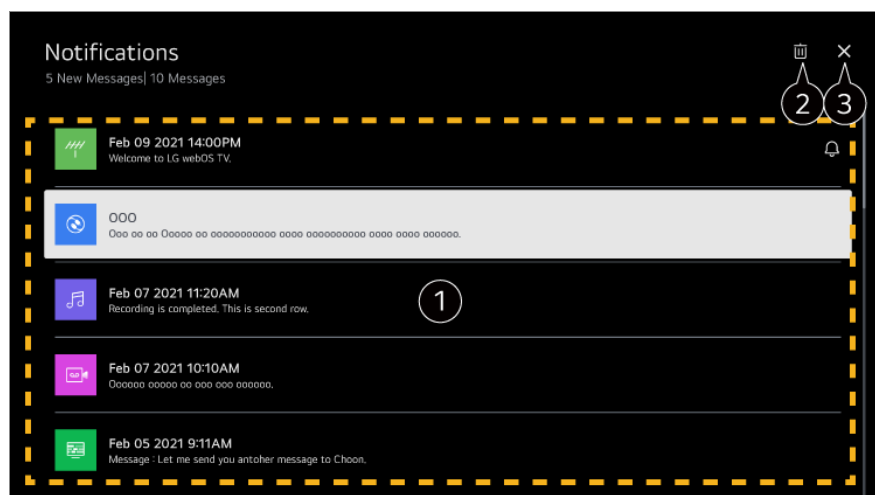 Notifications
5 New Messages| 10 Messages
2 3
Feb 09 2021 14:00PM
Welcome to LG webOS TV.
OOO
Ooo oo oo Ooooo oo ooooooooooo oooo oooooooooo oooo oooo oooooo.
Feb 07 2021 11:20AM
Recording is completed. This is second row.
1
Feb 07 2021 10:10AM
Oooooo ooooo oo ooo ooo oooooo.
Feb 05 2021 9:11AM
Message : Let me send you antoher message to Choon.